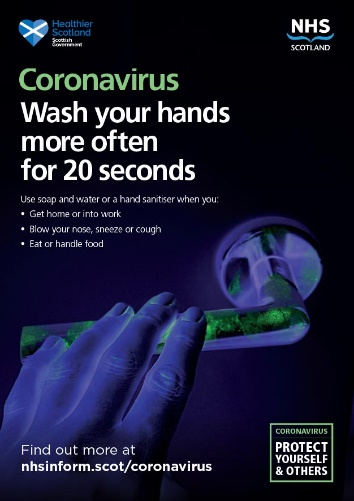 Healthier
Scotland
Scottish
Government
NHS
SCOTLAND
Coronavirus
Wash your hands
more often
for 20 seconds
Use soap and water or a hand sanitiser when you:
• Get home or into work
• Blow your nose, sneeze or cough
• Eat or handle food
Find out more at
nhsinform.scot/coronavirus
CORONAVIRUS
PROTECT
YOURSELF
& OTHERS